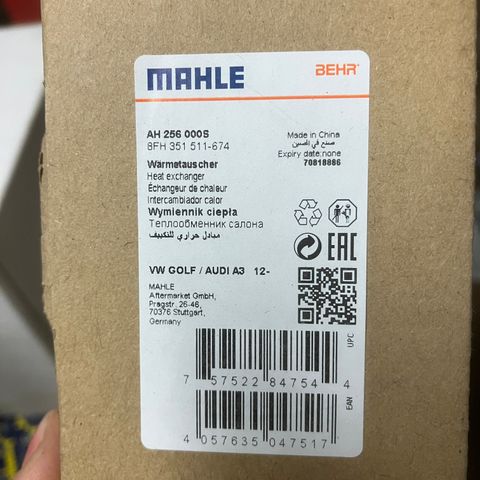 MAHLE
BEHR
AH 256 000S
8FH 351 511-674
Made in China
صنع في الصين
Expiry date:none
70818886
Wärmetauscher
Heat exchanger
Échangeur de chaleur
Intercambiador calor
Wymiennik ciepła
Теплообменник салона
مبادل حراري للتكييف
EAC
VW GOLF / AUDI A3 12-
MAHLE
Aftermarket GmbH,
Pragstr. 26-46,
70376 Stuttgart,
Germany
UPC
7 57522 84754 4
EAN
4 057635 047517